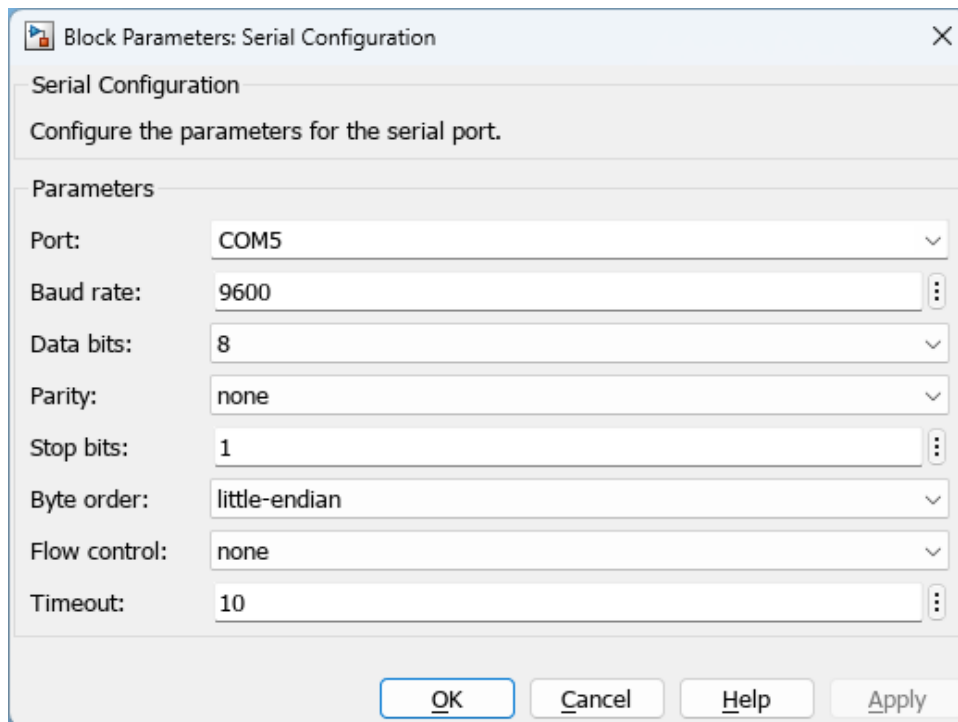 Block Parameters: Serial Configuration
Serial Configuration
Configure the parameters for the serial port.
Parameters
Port: COM5
Baud rate: 9600
Data bits: 8
Parity: none
Stop bits: 1
Byte order: little-endian
Flow control: none
Timeout: 10
OK Cancel Help Apply